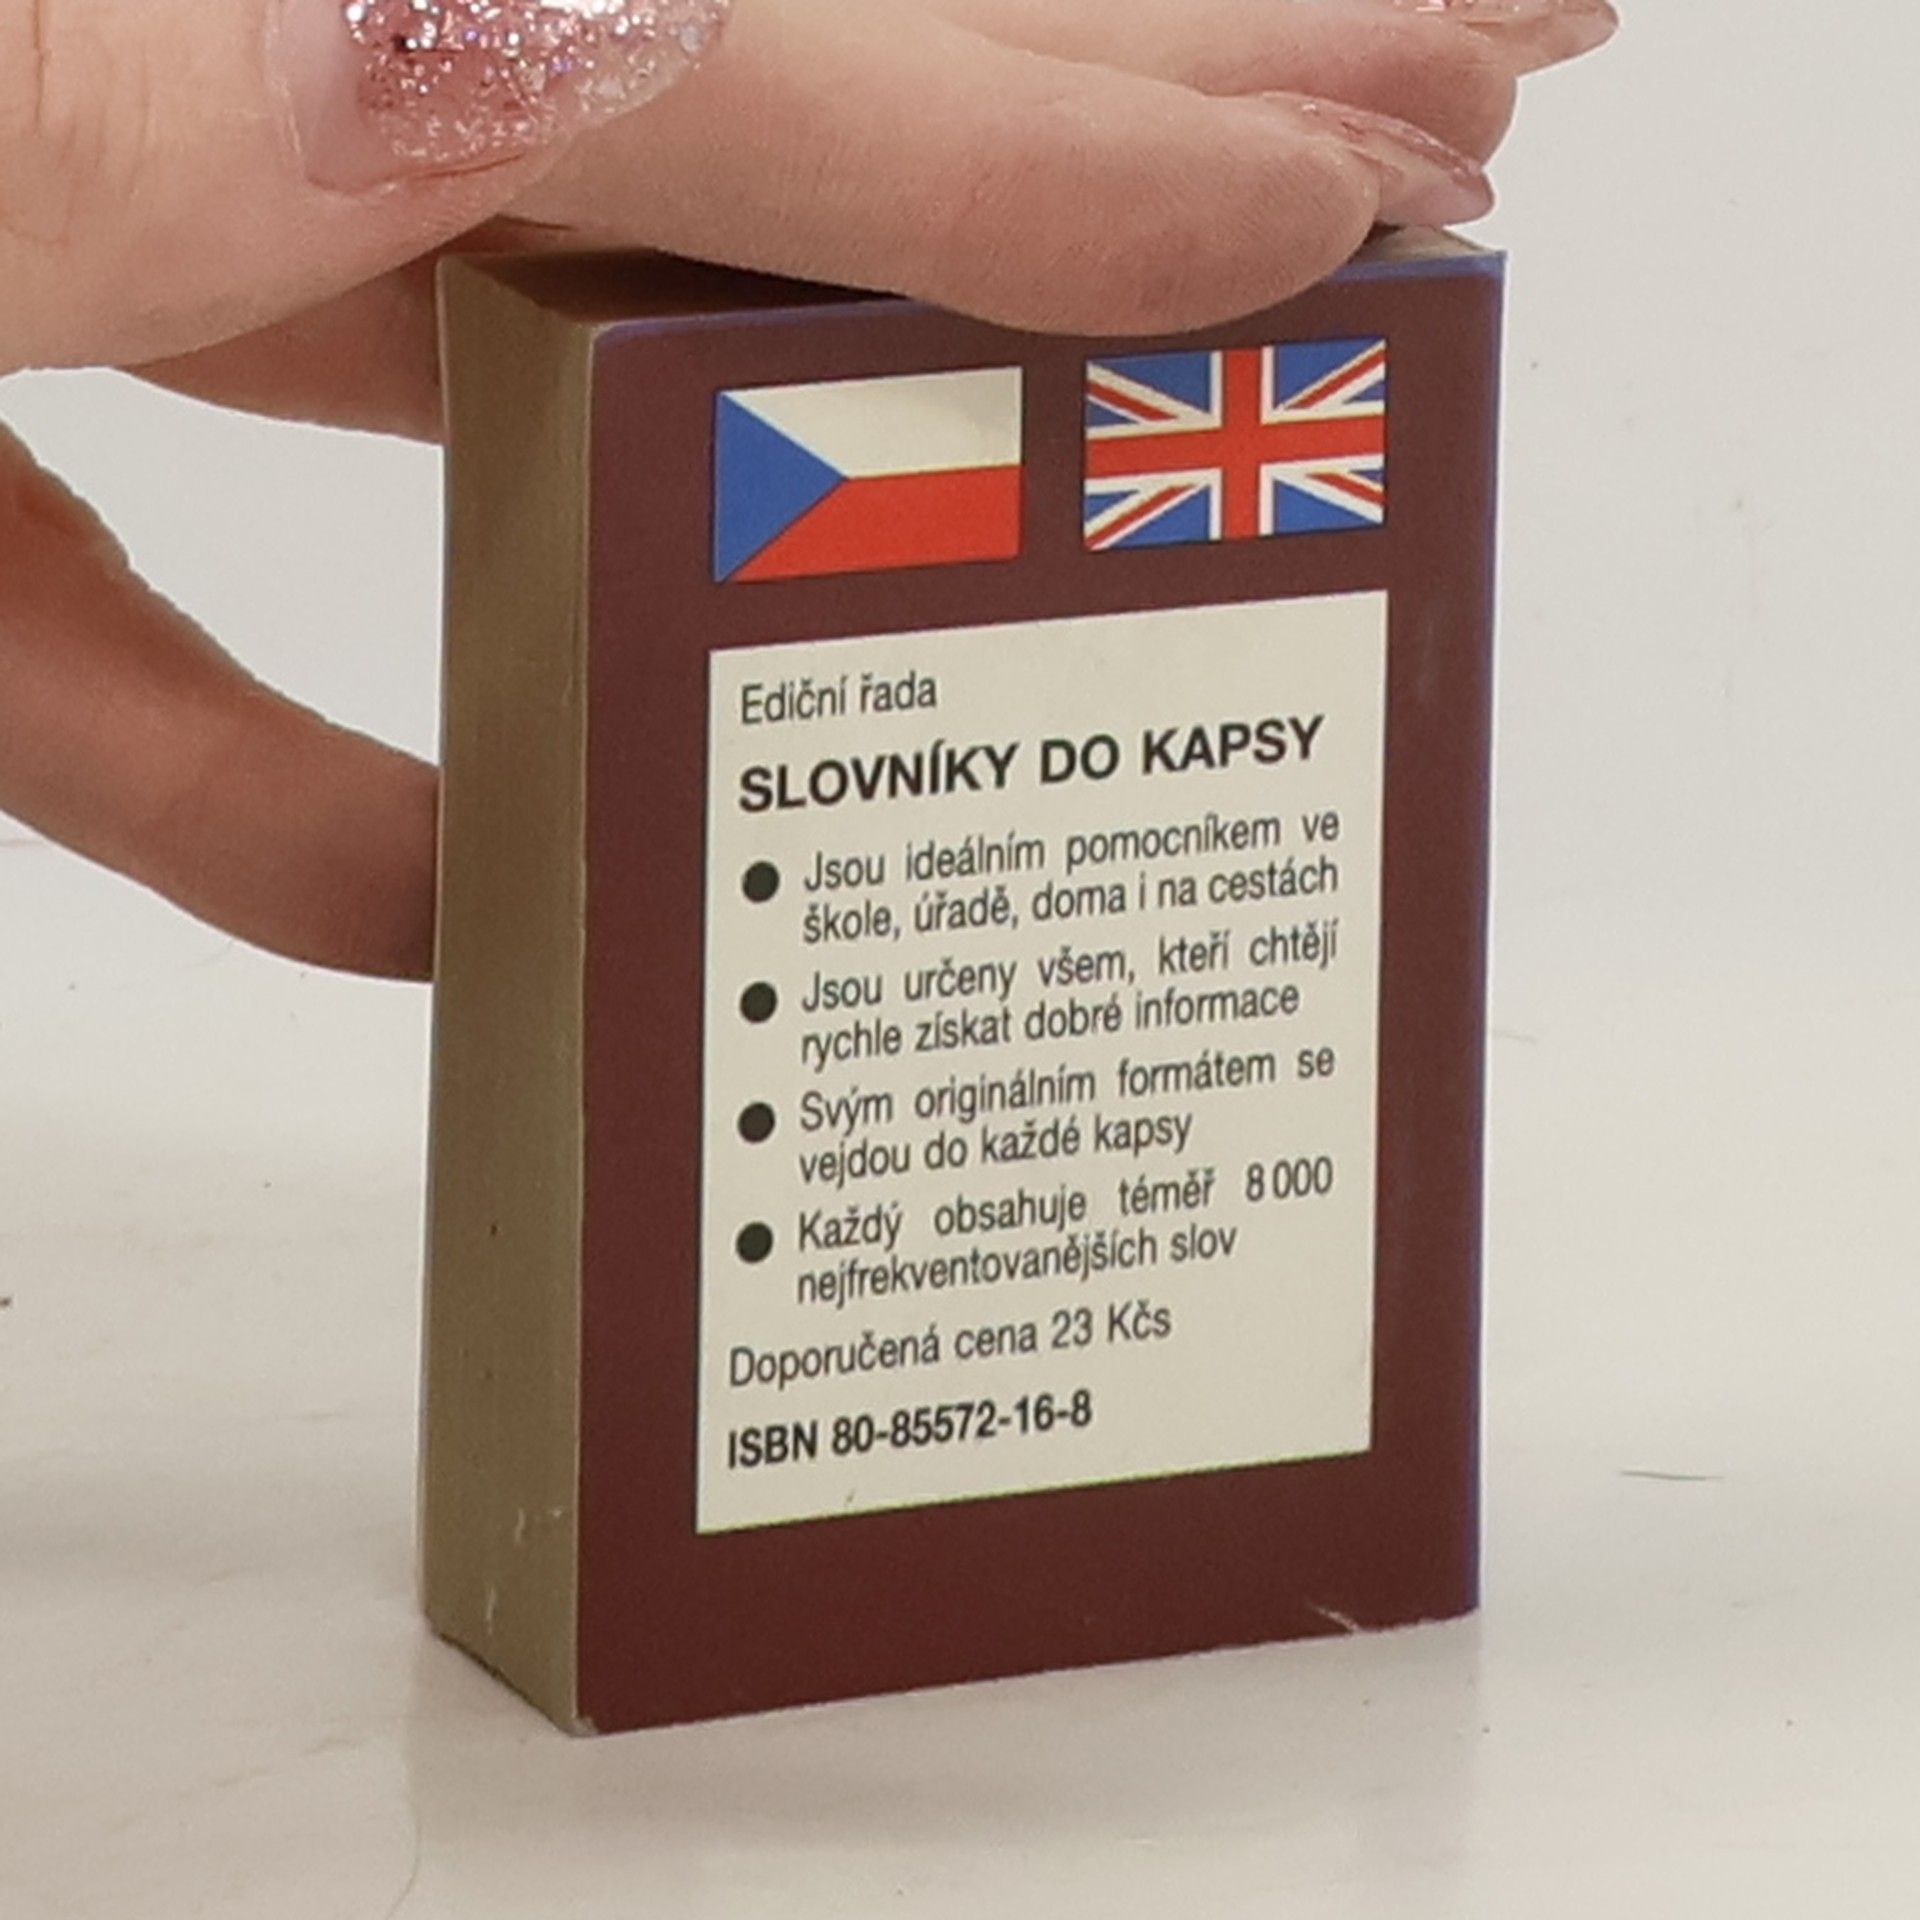 Ediční řada
SLOVNÍKY DO KAPSY
● Jsou ideálním pomocníkem ve
škole, úřadě, doma i na cestách
● Jsou určeny všem, kteří chtějí
rychle získat dobré informace
● Svým originálním formátem se
vejdou do každé kapsy
● Každý obsahuje téměř 8 000
nejfrekventovanějších slov
Doporučená cena 23 Kčs
ISBN 80-85572-16-8